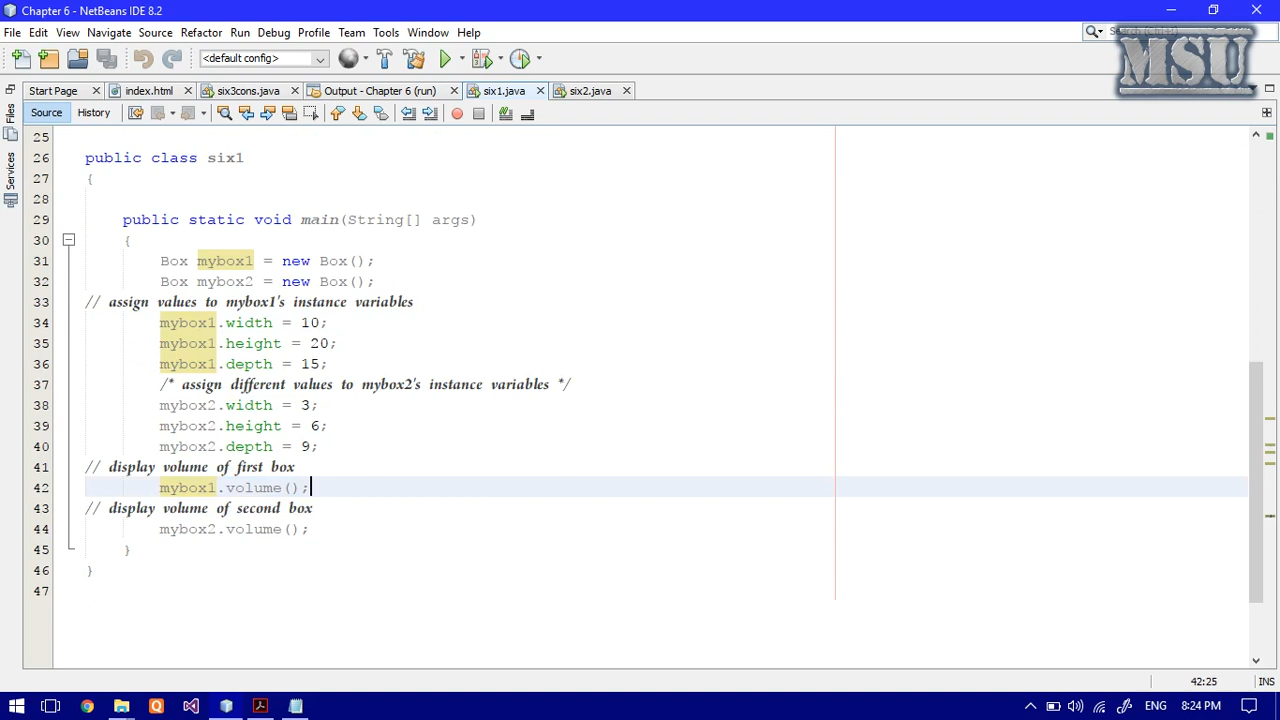 Chapter 6 - NetBeans IDE 8.2
File Edit View Navigate Source Refactor Run Debug Profile Team Tools Window Help
Search (Ctrl+I)
<default config>
MSU
Start Page index.html six3cons.java Output - Chapter 6 (run) six1.java six2.java
Source History
Files
Services
25
26 public class six1
27 {
28
29 public static void main(String[] args)
30 {
31 Box mybox1 = new Box();
32 Box mybox2 = new Box();
33 // assign values to mybox1's instance variables
34 mybox1.width = 10;
35 mybox1.height = 20;
36 mybox1.depth = 15;
37 /* assign different values to mybox2's instance variables */
38 mybox2.width = 3;
39 mybox2.height = 6;
40 mybox2.depth = 9;
41 // display volume of first box
42 mybox1.volume();
43 // display volume of second box
44 mybox2.volume();
45 }
46 }
47
42:25 INS
ENG 8:24 PM